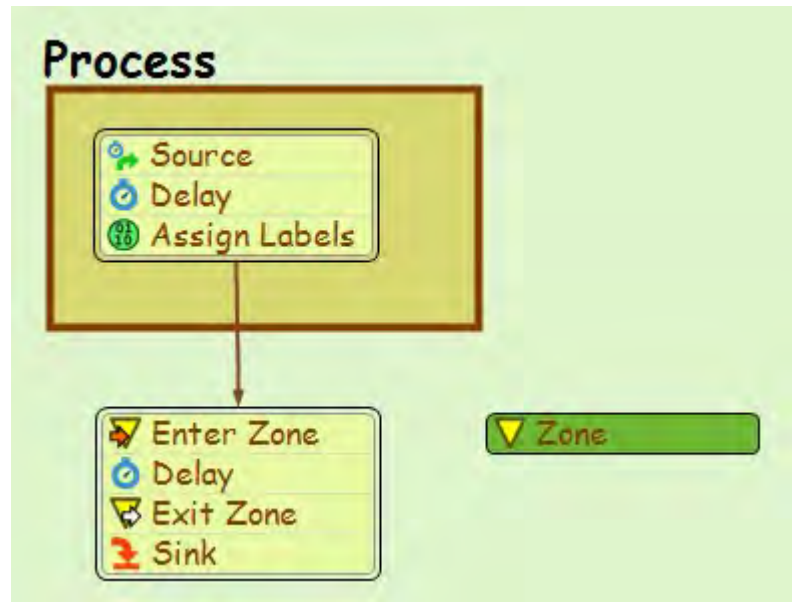 Process
Source
Delay
Assign Labels
Enter Zone
Zone
Delay
Exit Zone
Sink